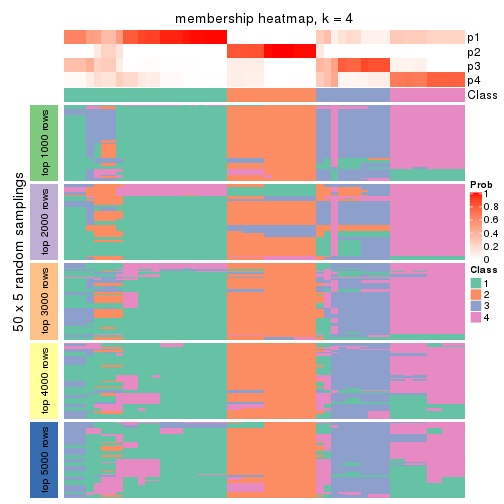 membership heatmap, k = 4
p1
p2
p3
p4
Class
50 x 5 random samplings
top 1000 rows
top 2000 rows
top 3000 rows
top 4000 rows
top 5000 rows
Prob
1
0.8
0.6
0.4
0.2
0
Class
1
2
3
4